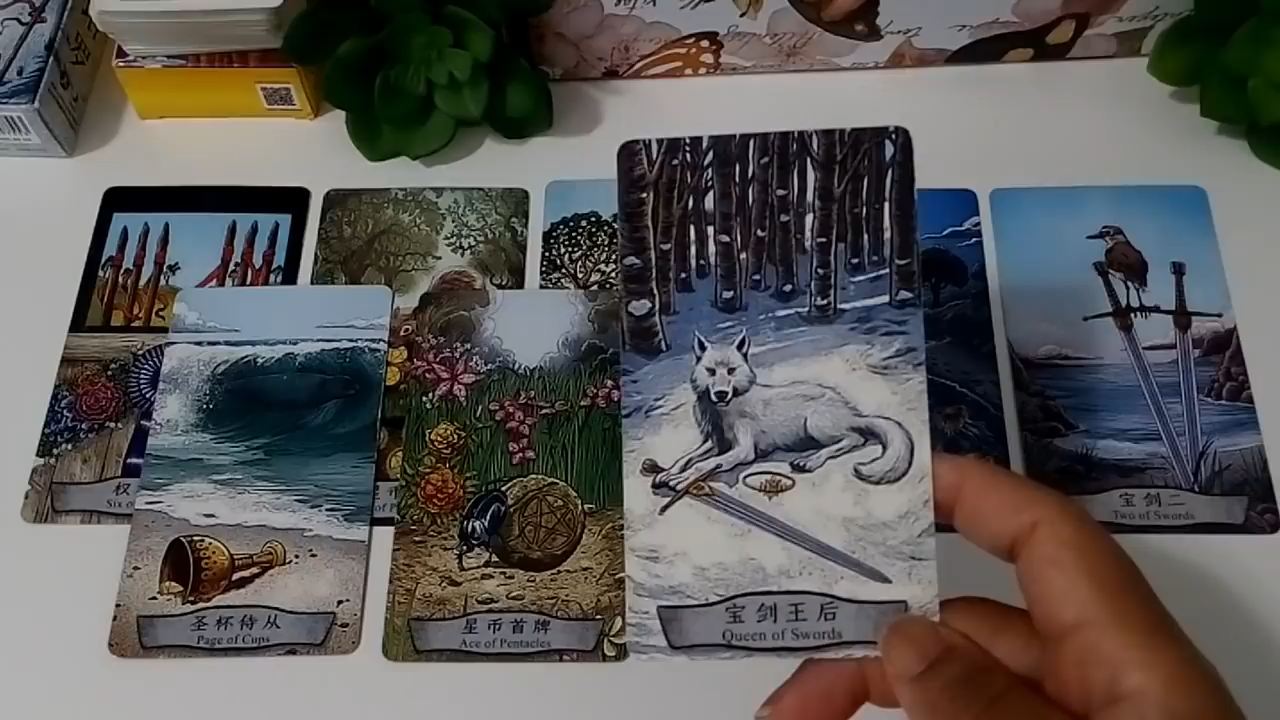 权
Six o
圣杯侍从
Page of Cups
星币首牌
Ace of Pentacles
宝剑王后
Queen of Swords
宝剑二
Two of Swords